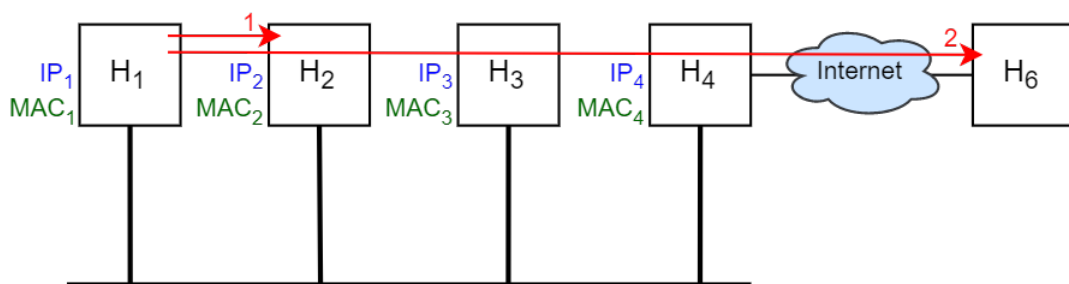 1
2
H₁
H₂
H₃
H₄
Internet
H₆
IP₁
IP₂
IP₃
IP₄
MAC₁
MAC₂
MAC₃
MAC₄